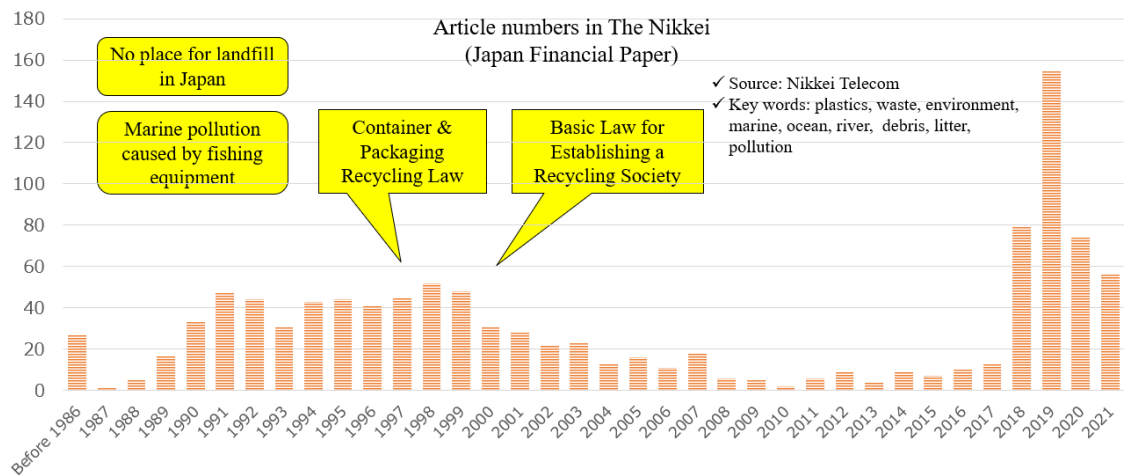 Article numbers in The Nikkei
(Japan Financial Paper)
No place for landfill
in Japan
Marine pollution
caused by fishing
equipment
Container &
Packaging
Recycling Law
Basic Law for
Establishing a
Recycling Society
✓ Source: Nikkei Telecom
✓ Key words: plastics, waste, environment,
marine, ocean, river, debris, litter,
pollution
180
160
140
120
100
80
60
40
20
0
Before 1986
1987
1988
1989
1990
1991
1992
1993
1994
1995
1996
1997
1998
1999
2000
2001
2002
2003
2004
2005
2006
2007
2008
2009
2010
2011
2012
2013
2014
2015
2016
2017
2018
2019
2020
2021